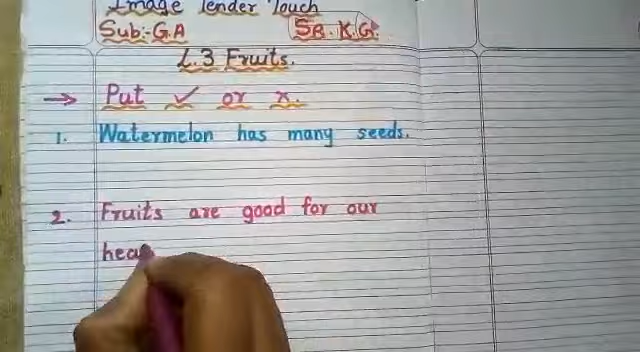 Image Tender Touch
Sub:-G.A
SR. K.G.
L.3 Fruits.
→ Put ✓ or x.
1. Watermelon has many seeds.
2. Fruits are good for our
hea